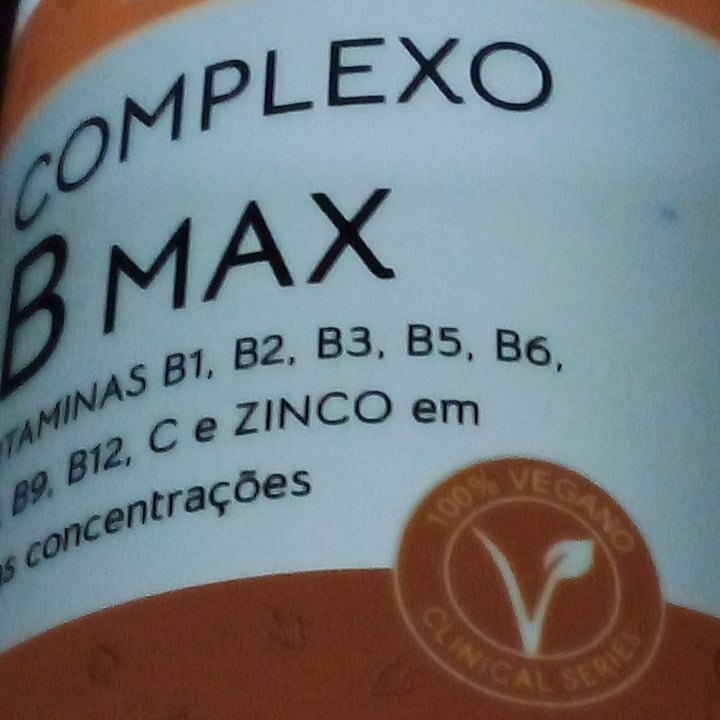 COMPLEXO
B MAX
TAMINAS B1, B2, B3, B5, B6,
B9, B12, C e ZINCO em
concentrações
100% VEGANO
CLINICAL SERIES